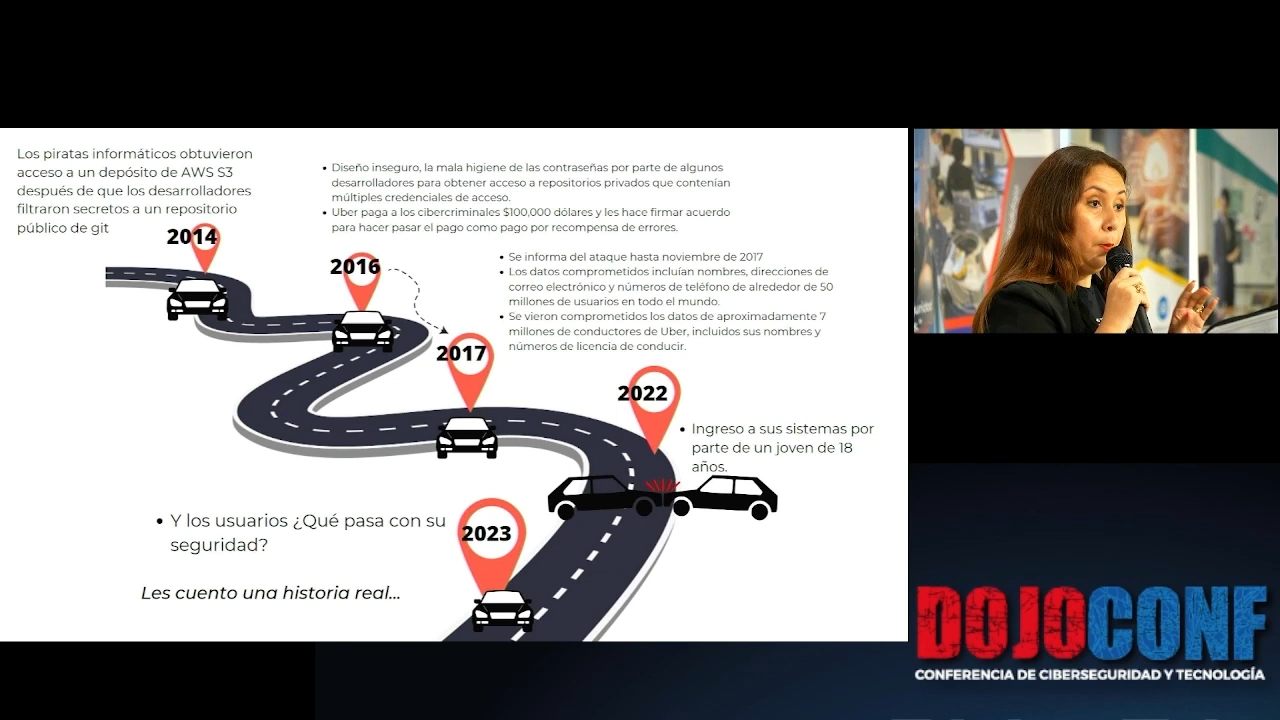 Los piratas informáticos obtuvieron
acceso a un depósito de AWS S3
después de que los desarrolladores
filtraron secretos a un repositorio
público de git
2014
• Diseño inseguro, la mala higiene de las contraseñas por parte de algunos
desarrolladores para obtener acceso a repositorios privados que contenían
múltiples credenciales de acceso.
• Uber paga a los cibercriminales $100,000 dólares y les hace firmar acuerdo
para hacer pasar el pago como pago por recompensa de errores.
2016
• Se informa del ataque hasta noviembre de 2017
• Los datos comprometidos incluían nombres, direcciones de
correo electrónico y números de teléfono de alrededor de 50
millones de usuarios en todo el mundo.
• Se vieron comprometidos los datos de aproximadamente 7
millones de conductores de Uber, incluidos sus nombres y
números de licencia de conducir.
2017
2022
• Ingreso a sus sistemas por
parte de un joven de 18
años.
• Y los usuarios ¿Qué pasa con su
seguridad?
2023
Les cuento una historia real...
DOJOCONF
CONFERENCIA DE CIBERSEGURIDAD Y TECNOLOGÍA